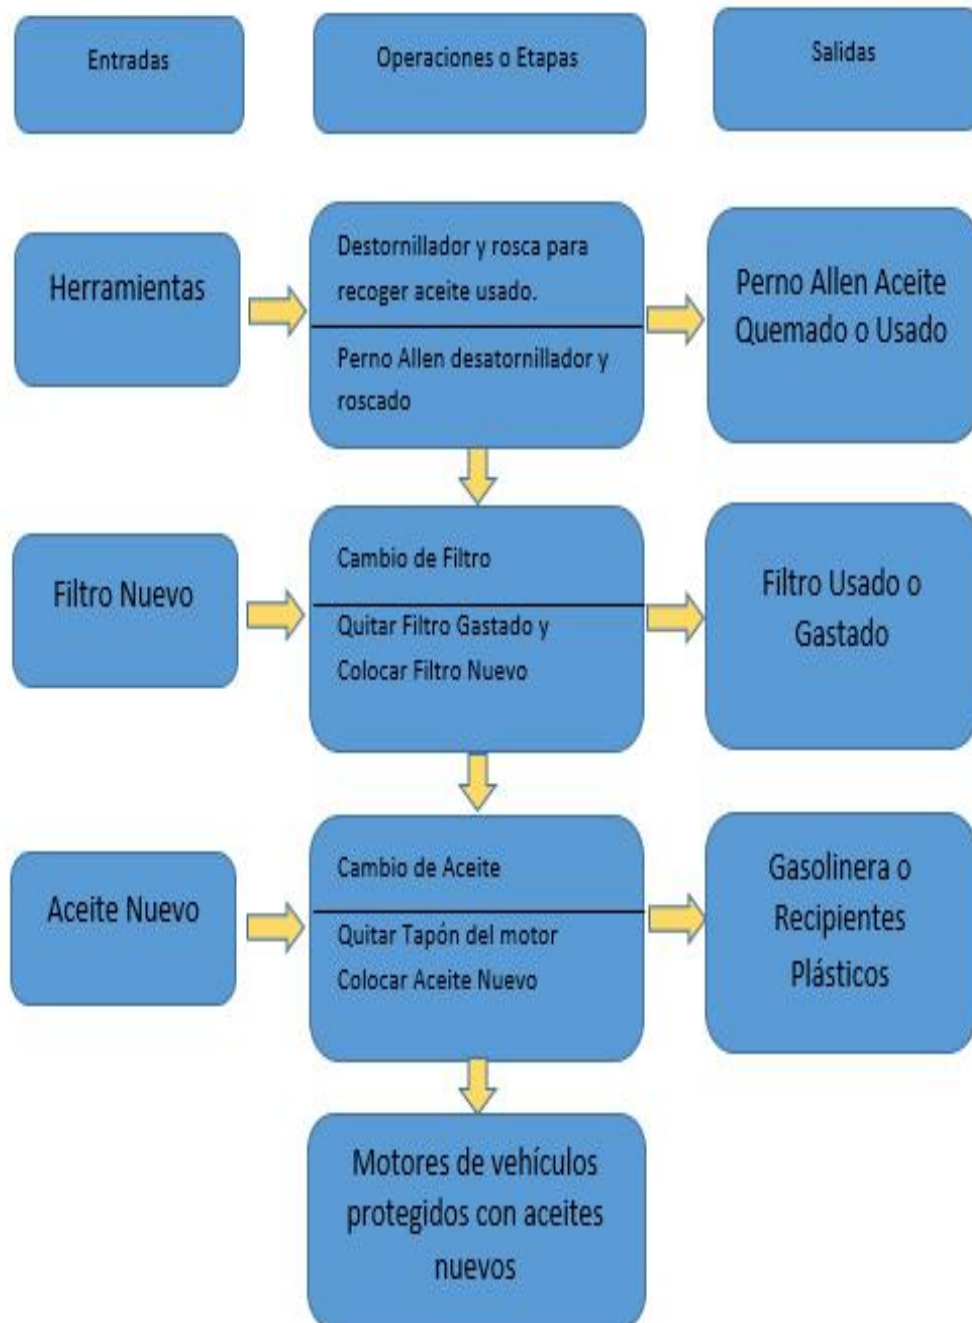 Entradas
Operaciones o Etapas
Salidas
Herramientas
Destornillador y rosca para
recoger aceite usado.
Perno Allen desatornillador y
roscado
Perno Allen Aceite
Quemado o Usado
Filtro Nuevo
Cambio de Filtro
Quitar Filtro Gastado y
Colocar Filtro Nuevo
Filtro Usado o
Gastado
Aceite Nuevo
Cambio de Aceite
Quitar Tapón del motor
Colocar Aceite Nuevo
Gasolinera o
Recipientes
Plásticos
Motores de vehículos
protegidos con aceites
nuevos